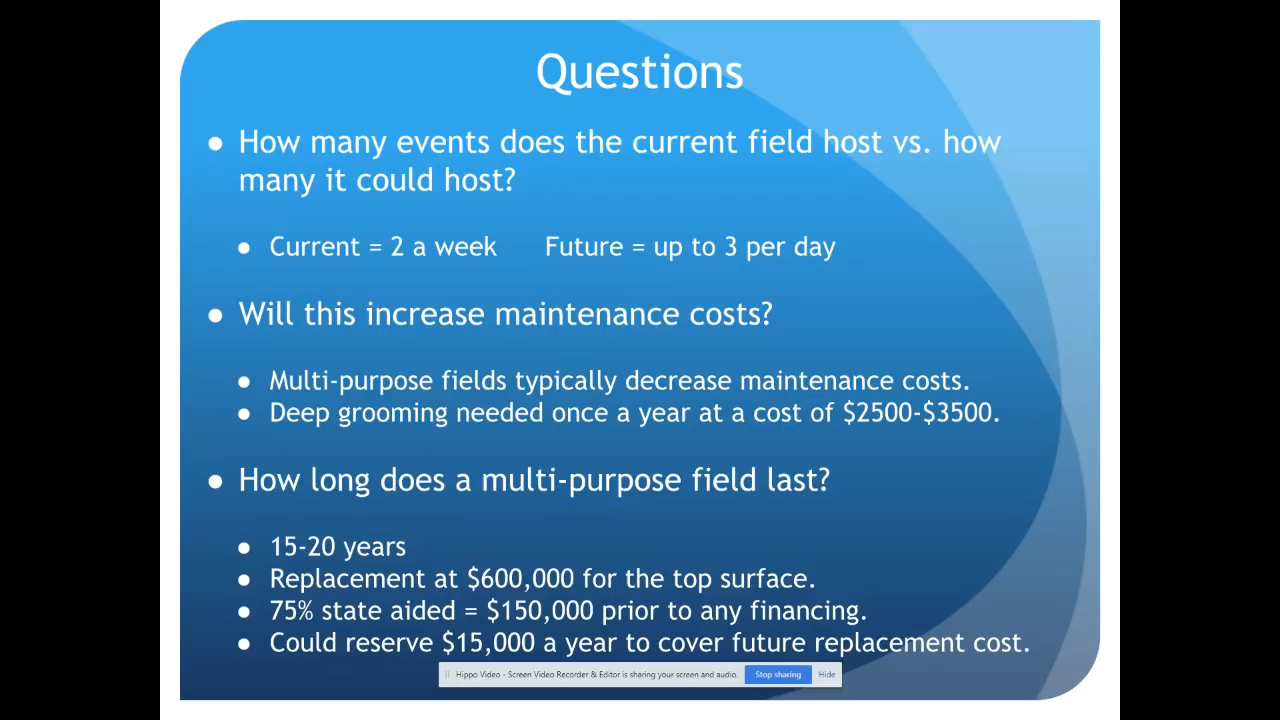 Questions
● How many events does the current field host vs. how
many it could host?
● Current = 2 a week Future = up to 3 per day
● Will this increase maintenance costs?
● Multi-purpose fields typically decrease maintenance costs.
● Deep grooming needed once a year at a cost of $2500-$3500.
● How long does a multi-purpose field last?
● 15-20 years
● Replacement at $600,000 for the top surface.
● 75% state aided = $150,000 prior to any financing.
● Could reserve $15,000 a year to cover future replacement cost.
Hippo Video - Screen Video Recorder & Editor is sharing your screen and audio. Stop sharing Hide